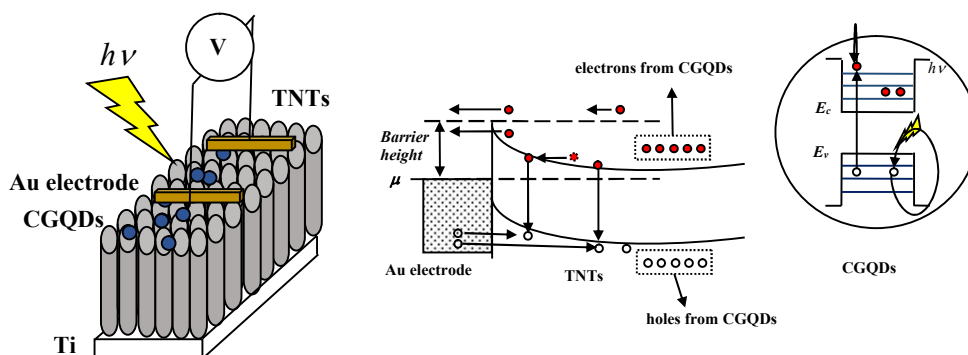 V
hν
TNTs
Au electrode
CGQDs
Ti
electrons from CGQDs
Barrier
height
μ
Au electrode
TNTs
holes from CGQDs
hν
Ec
Ev
CGQDs